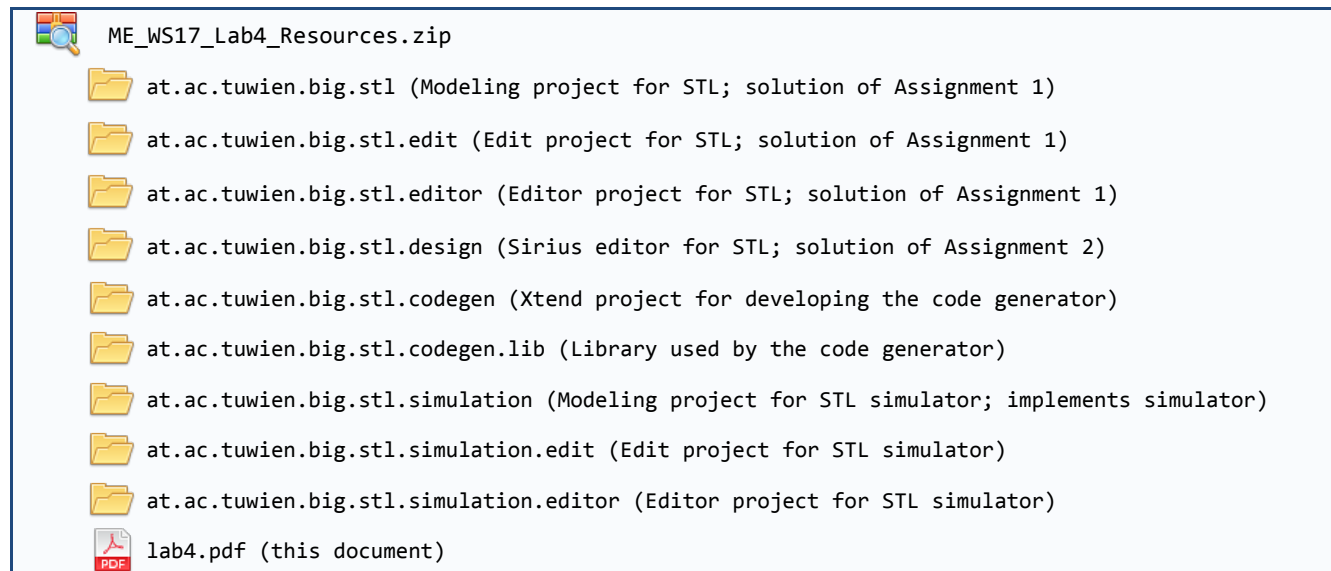 ME_WS17_Lab4_Resources.zip
at.ac.tuwien.big.stl (Modeling project for STL; solution of Assignment 1)
at.ac.tuwien.big.stl.edit (Edit project for STL; solution of Assignment 1)
at.ac.tuwien.big.stl.editor (Editor project for STL; solution of Assignment 1)
at.ac.tuwien.big.stl.design (Sirius editor for STL; solution of Assignment 2)
at.ac.tuwien.big.stl.codegen (Xtend project for developing the code generator)
at.ac.tuwien.big.stl.codegen.lib (Library used by the code generator)
at.ac.tuwien.big.stl.simulation (Modeling project for STL simulator; implements simulator)
at.ac.tuwien.big.stl.simulation.edit (Edit project for STL simulator)
at.ac.tuwien.big.stl.simulation.editor (Editor project for STL simulator)
PDF
lab4.pdf (this document)